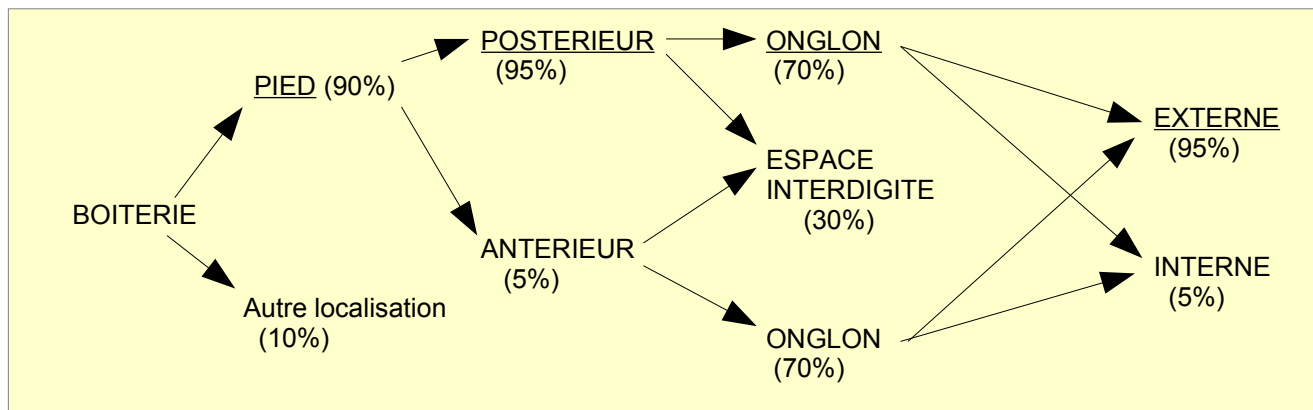 BOITERIE
PIED (90%)
Autre localisation
(10%)
POSTERIEUR
(95%)
ANTERIEUR
(5%)
ONGLON
(70%)
ESPACE
INTERDIGITE
(30%)
ONGLON
(70%)
EXTERNE
(95%)
INTERNE
(5%)